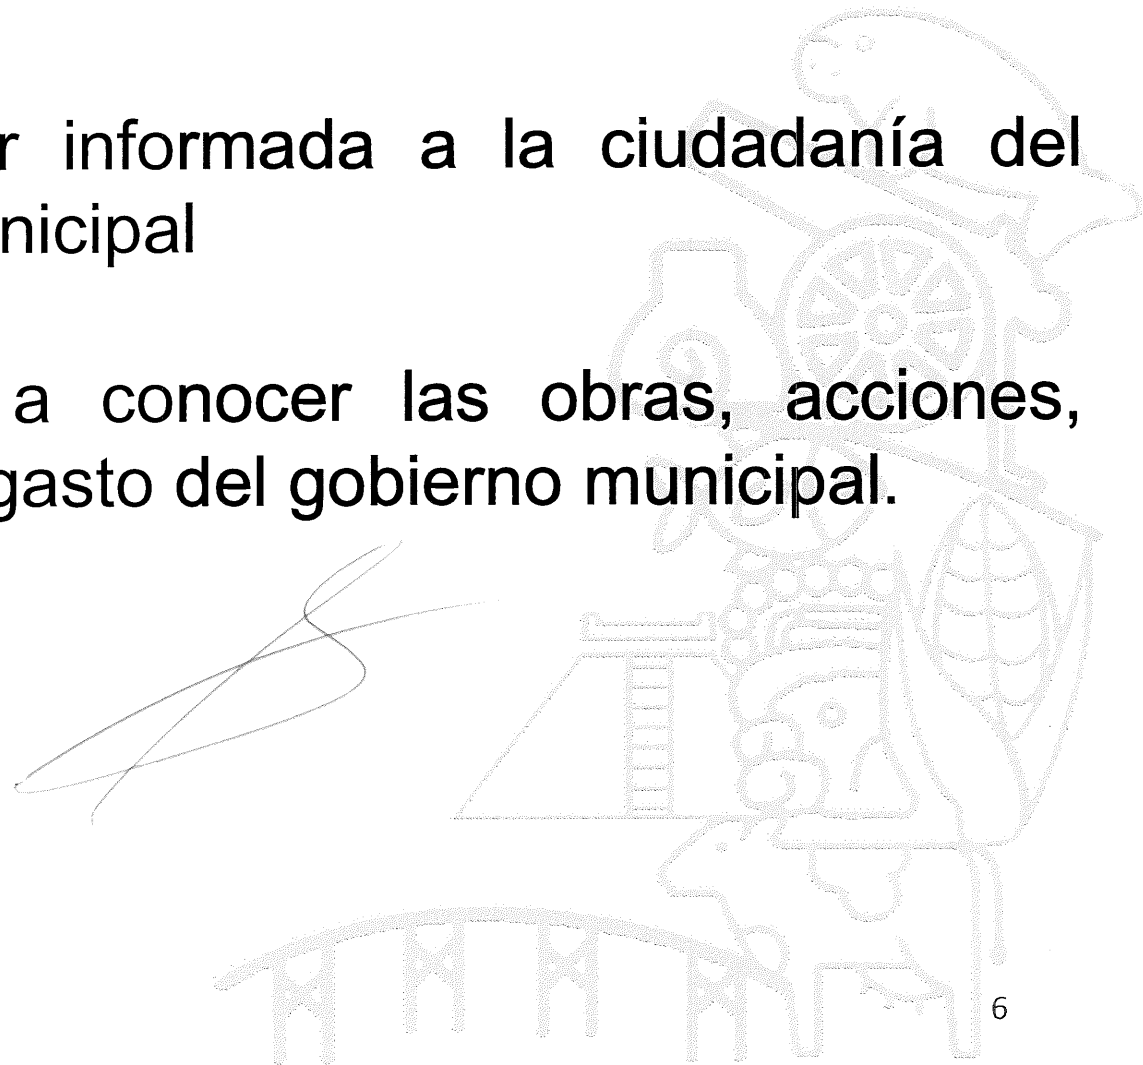 r informada a la ciudadanía del
nicipal
a conocer las obras, acciones,
gasto del gobierno municipal.
6